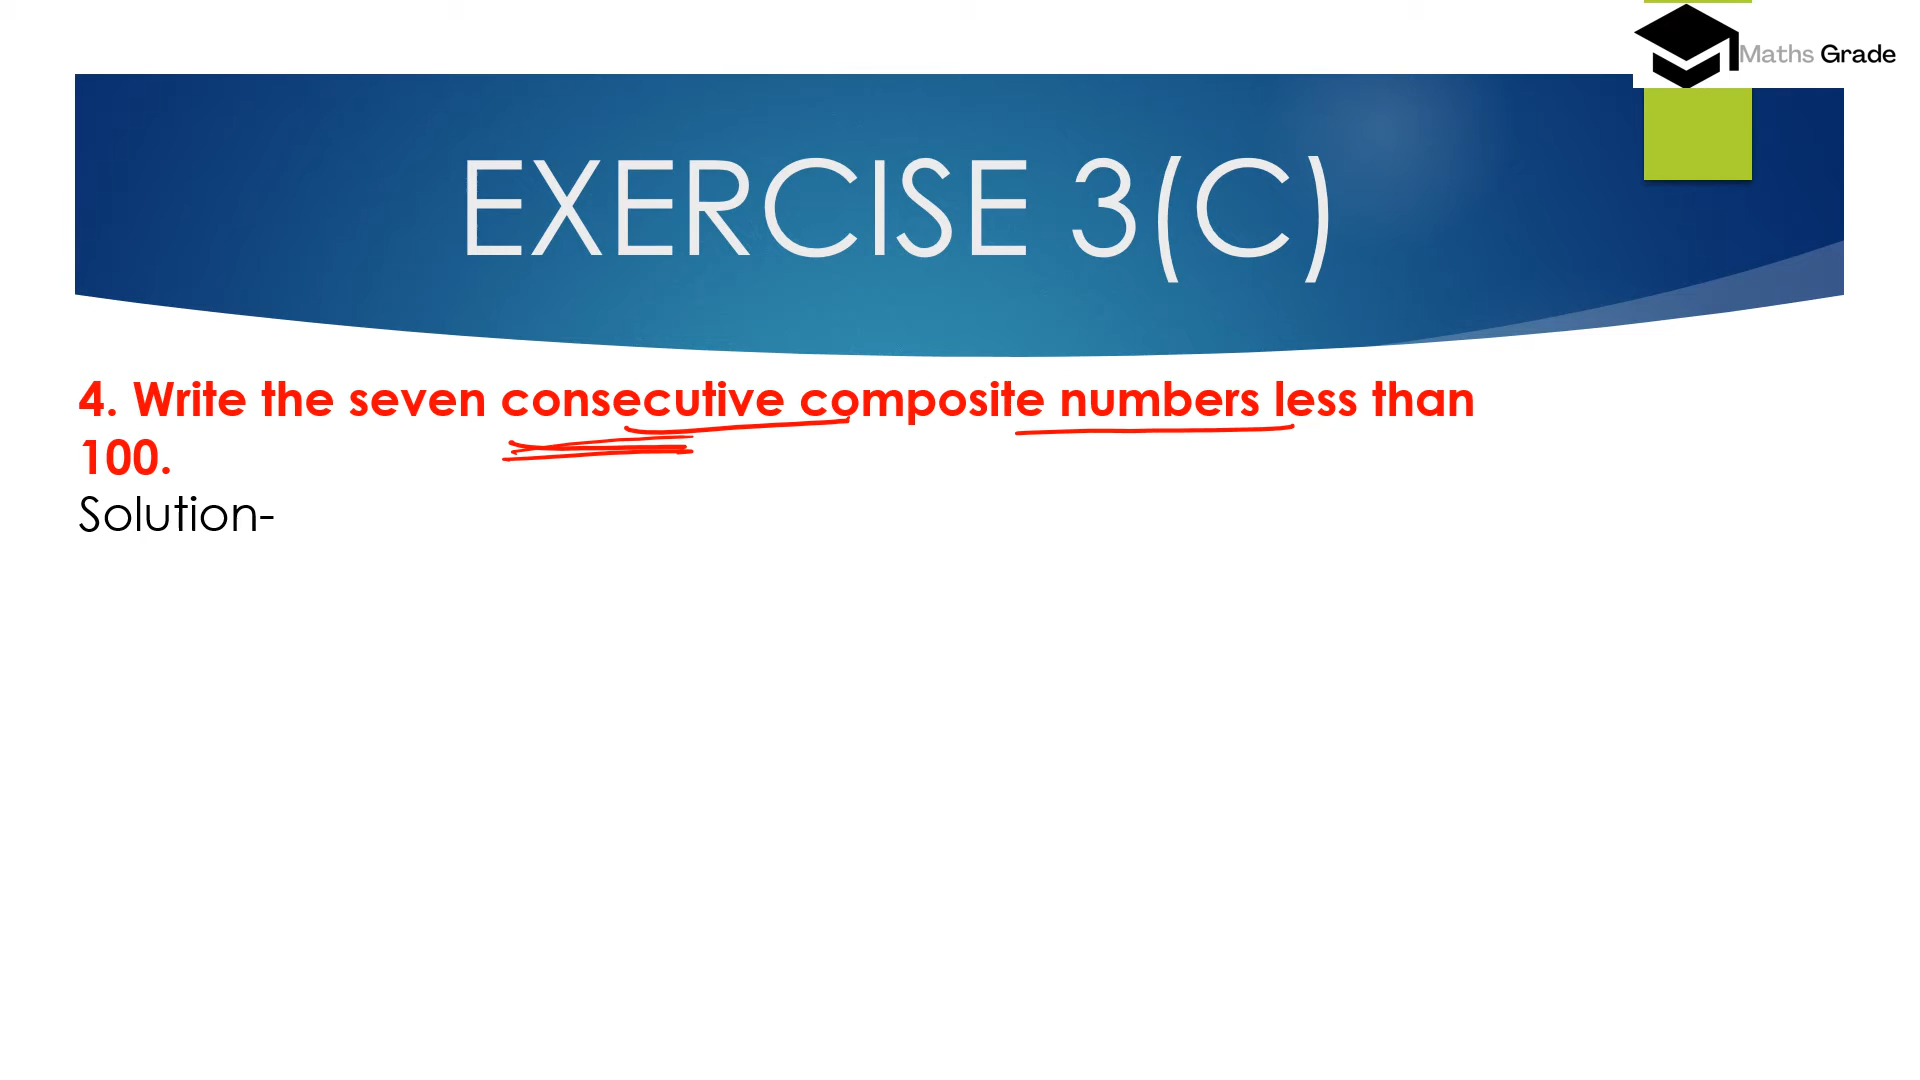 Maths Grade
EXERCISE 3(C)
4. Write the seven consecutive composite numbers less than
100.
Solution-